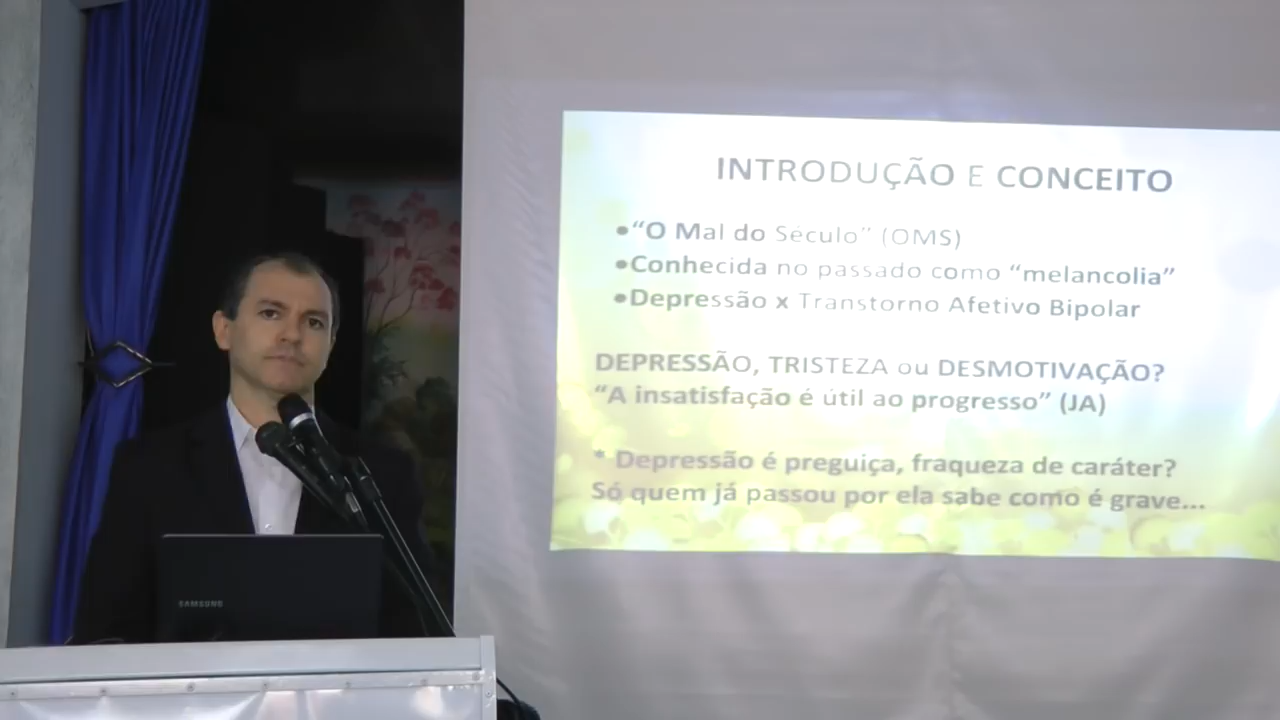 INTRODUÇÃO E CONCEITO
•“O Mal do Século” (OMS)
•Conhecida no passado como “melancolia”
•Depressão x Transtorno Afetivo Bipolar
DEPRESSÃO, TRISTEZA ou DESMOTIVAÇÃO?
“A insatisfação é útil ao progresso” (JA)
* Depressão é preguiça, fraqueza de caráter?
Só quem já passou por ela sabe como é grave...
SAMSUNG